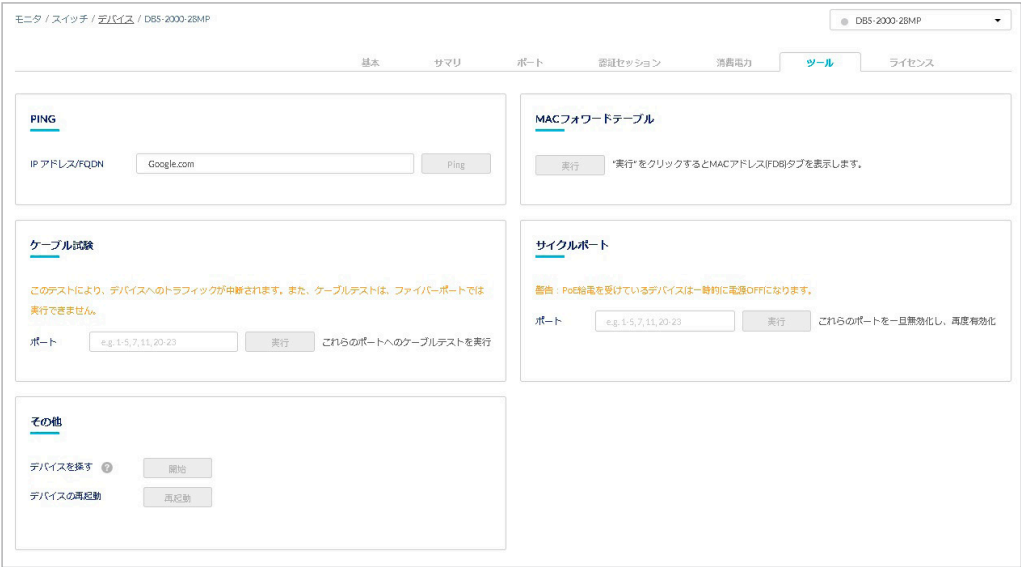 モニタ / スイッチ / デバイス / DBS-2000-28MP
DBS-2000-28MP
基本 サマリ ポート 認証セッション 消費電力 ツール ライセンス
PING
IP アドレス/FQDN Google.com Ping
MACフォワードテーブル
実行 "実行" をクリックするとMACアドレス(FDB)タブを表示します。
ケーブル試験
このテストにより、デバイスへのトラフィックが中断されます。また、ケーブルテストは、ファイバーポートでは
実行できません。
ポート e.g. 1-5, 7, 11, 20-23 実行 これらのポートへのケーブルテストを実行
サイクルポート
警告 : PoE給電を受けているデバイスは一時的に電源OFFになります。
ポート e.g. 1-5, 7, 11, 20-23 実行 これらのポートを一旦無効化し、再度有効化
その他
デバイスを探す ? 開始
デバイスの再起動 再起動